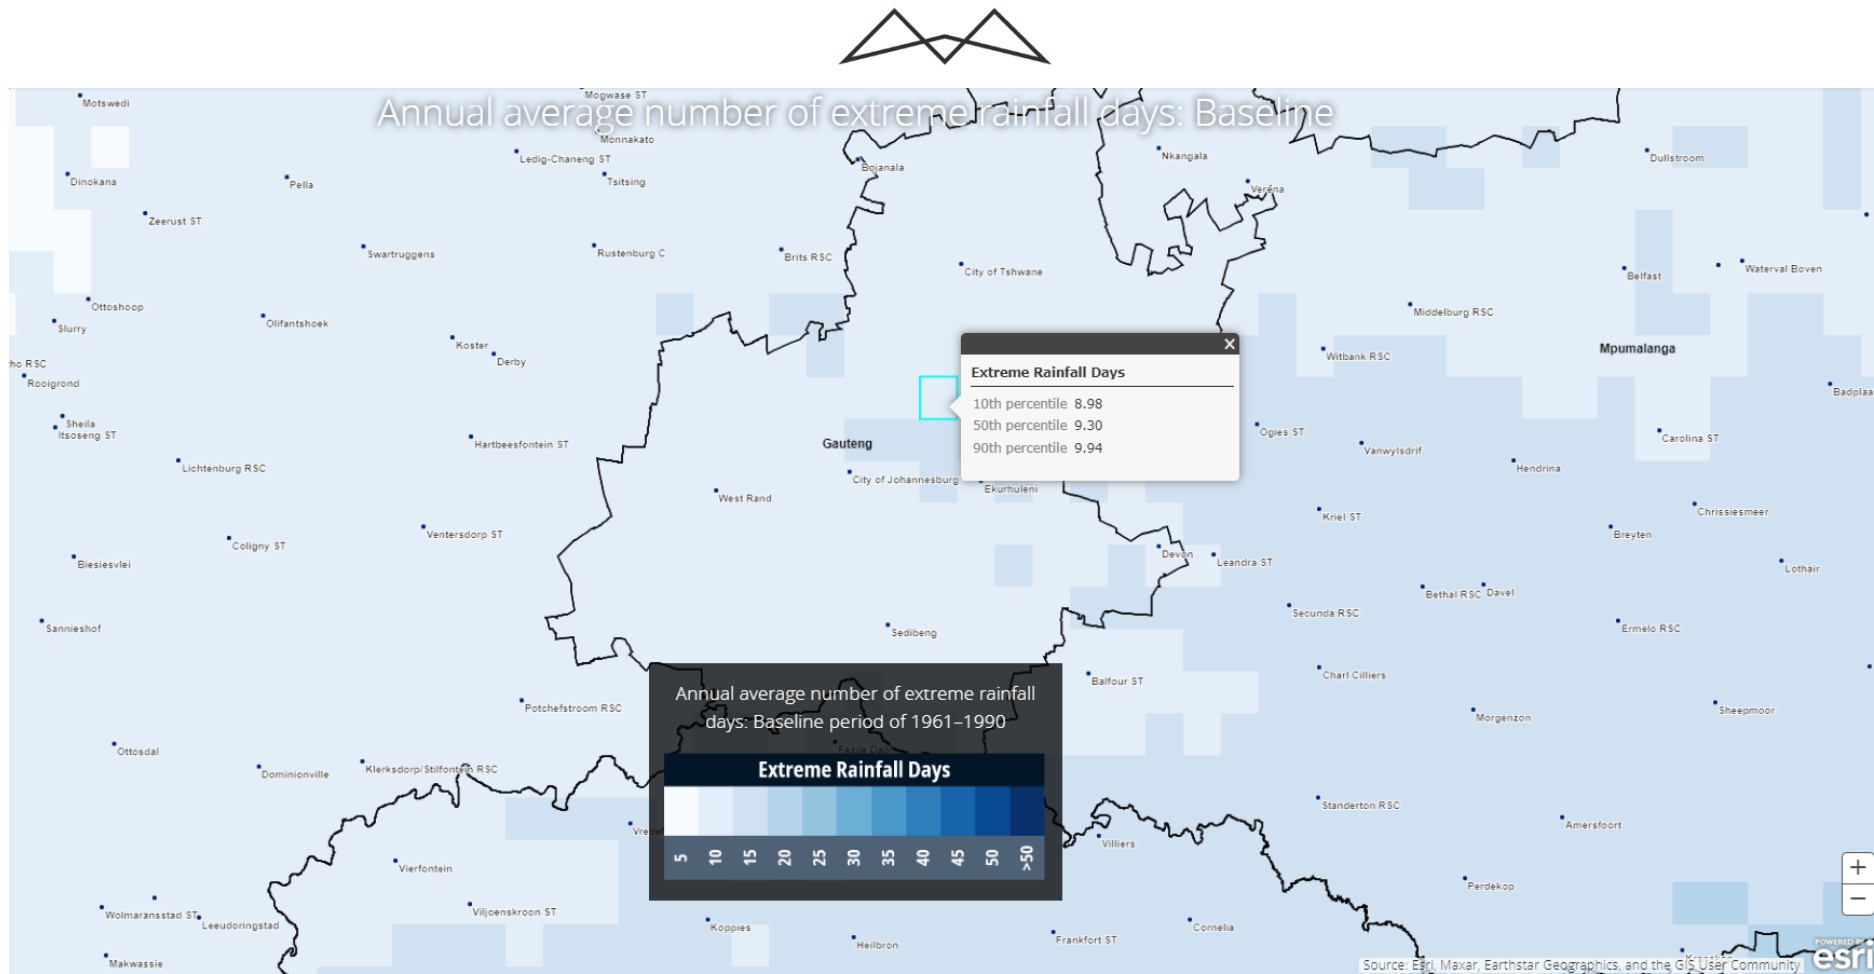 Annual average number of extreme rainfall days: Baseline
Motswedi
Mogwase ST
Monnakato
Ledig-Chaneng ST
Tsitsing
Dinokana
Pella
Zeerust ST
Swartruggens
Rustenburg C
Brits RSC
Bojanala
Nkangala
Verena
Dullstroom
City of Tshwane
Belfast
Waterval Boven
Middelburg RSC
Mpumalanga
Witbank RSC
Ottoshoop
Slurry
Olifantshoek
Koster
Derby
ho RSC
Rooigrond
Sheila
Itsoseng ST
Lichtenburg RSC
Hartbeesfontein ST
Gauteng
City of Johannesburg
Ekurhuleni
West Rand
Extreme Rainfall Days
10th percentile 8.98
50th percentile 9.30
90th percentile 9.94
Badplaa
Carolina ST
Ogies ST
Vanwylsdrif
Hendrina
Chrissiesmeer
Kriel ST
Breyten
Lothair
Coligny ST
Ventersdorp ST
Biesiesvlei
Sannieshof
Devon
Leandra ST
Bethal RSC
Davel
Secunda RSC
Ermelo RSC
Sedibeng
Balfour ST
Charl Cilliers
Morgenzon
Sheepmoor
Potchefstroom RSC
Ottosdal
Dominionville
Klerksdorp/Stilfontein RSC
Annual average number of extreme rainfall
days: Baseline period of 1961–1990
Extreme Rainfall Days
5 10 15 20 25 30 35 40 45 50 >50
Standerton RSC
Amersfoort
Villiers
Vierfontein
Perdekop
Wolmaransstad ST
Leeudoringstad
Viljoenskroon ST
Koppies
Heilbron
Frankfort ST
Cornelia
Makwassie
+
−
Source: Esri, Maxar, Earthstar Geographics, and the GIS User Community
POWERED BY
esri